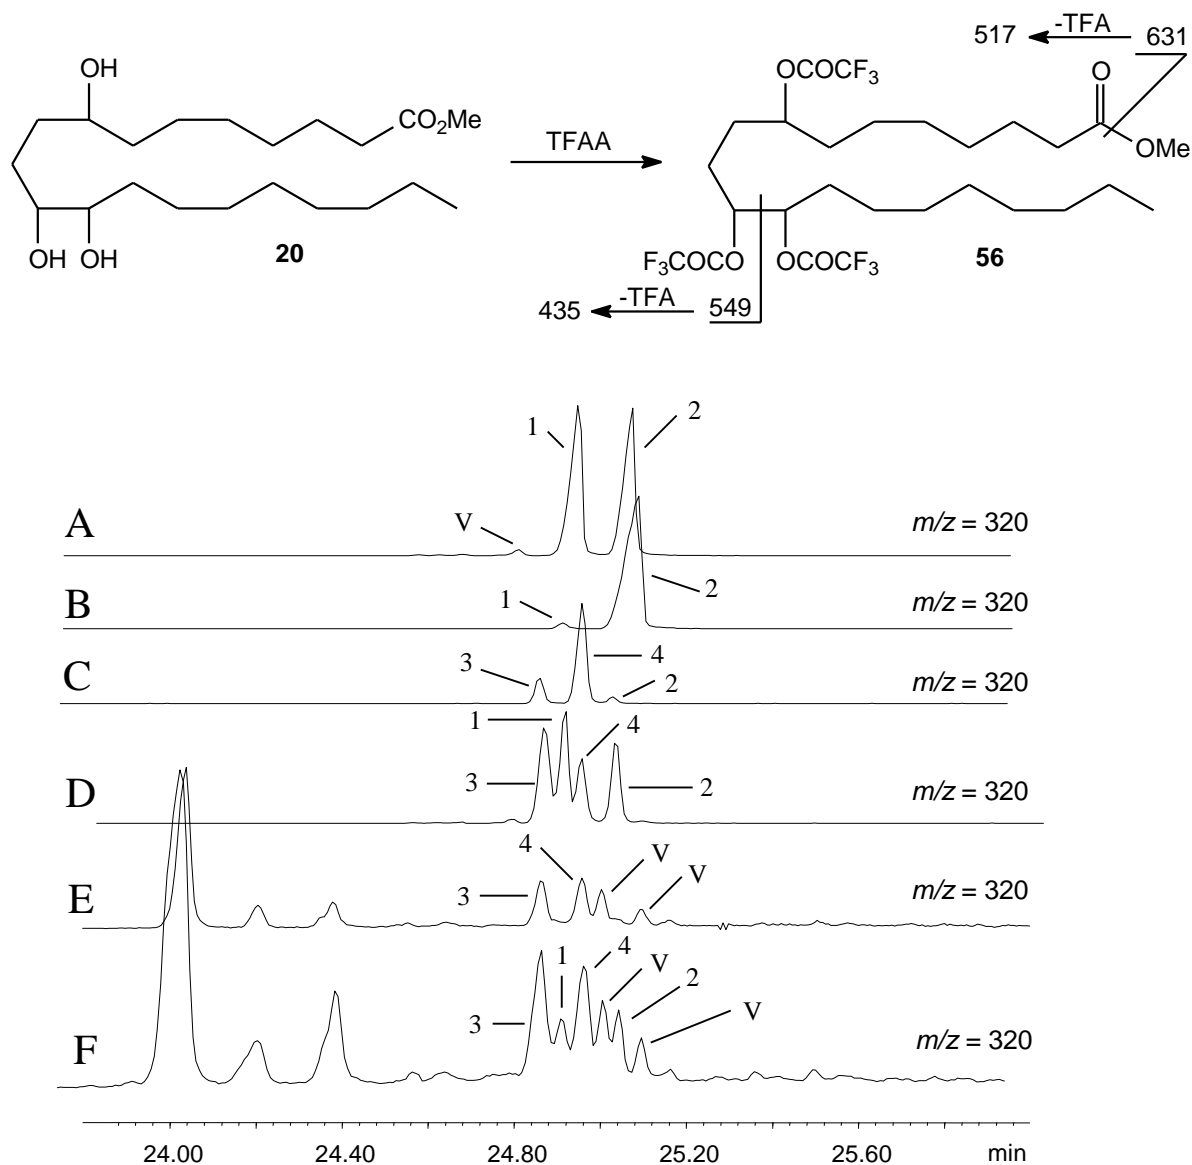 -TFA
517
631
OH
OCOCF3
O
CO2Me
TFAA
OMe
OH OH
20
F3COCO
OCOCF3
56
435
-TFA
549
1
2
A
V
m/z = 320
B
1
2
m/z = 320
C
3
4
2
m/z = 320
1
4
D
3
2
m/z = 320
4
V
V
E
3
m/z = 320
1
4
V
2
V
F
3
m/z = 320
24.00 24.40 24.80 25.20 25.60 min